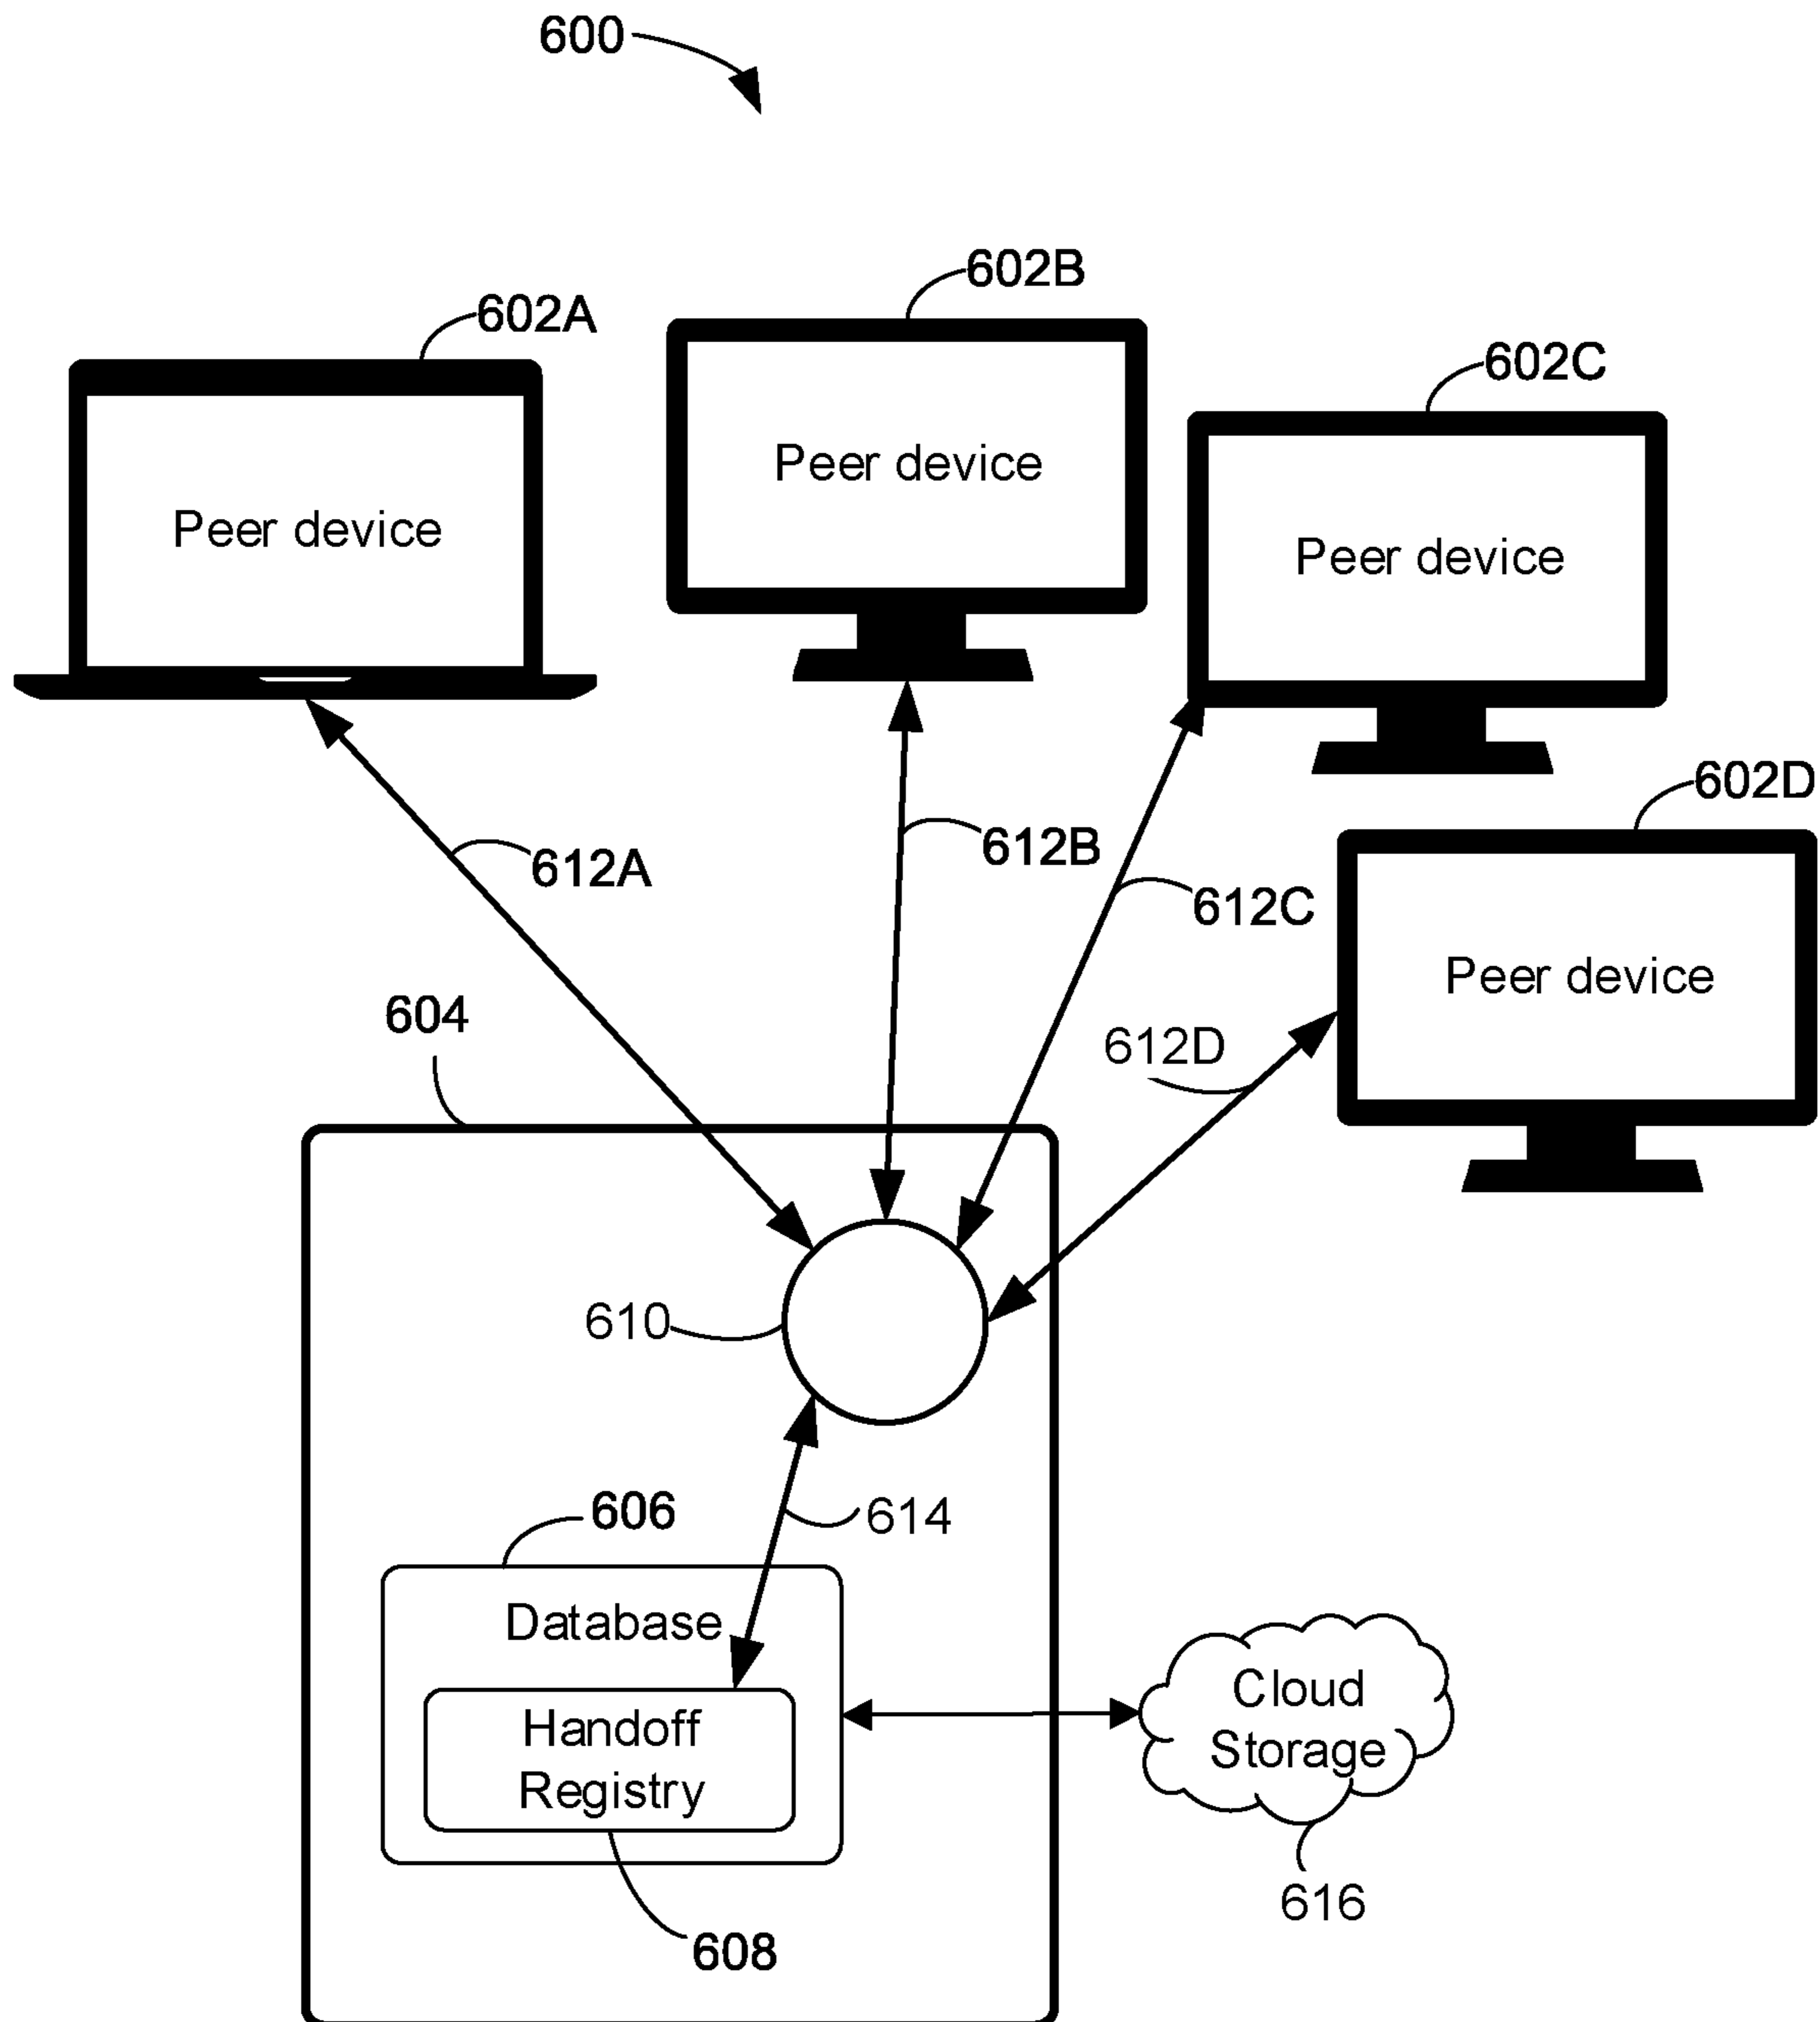 600
602B
602A
602C
Peer device
Peer device
Peer device
602D
612A
612B
612C
Peer device
604
612D
610
606
614
Database
Handoff
Registry
Cloud
Storage
616
608